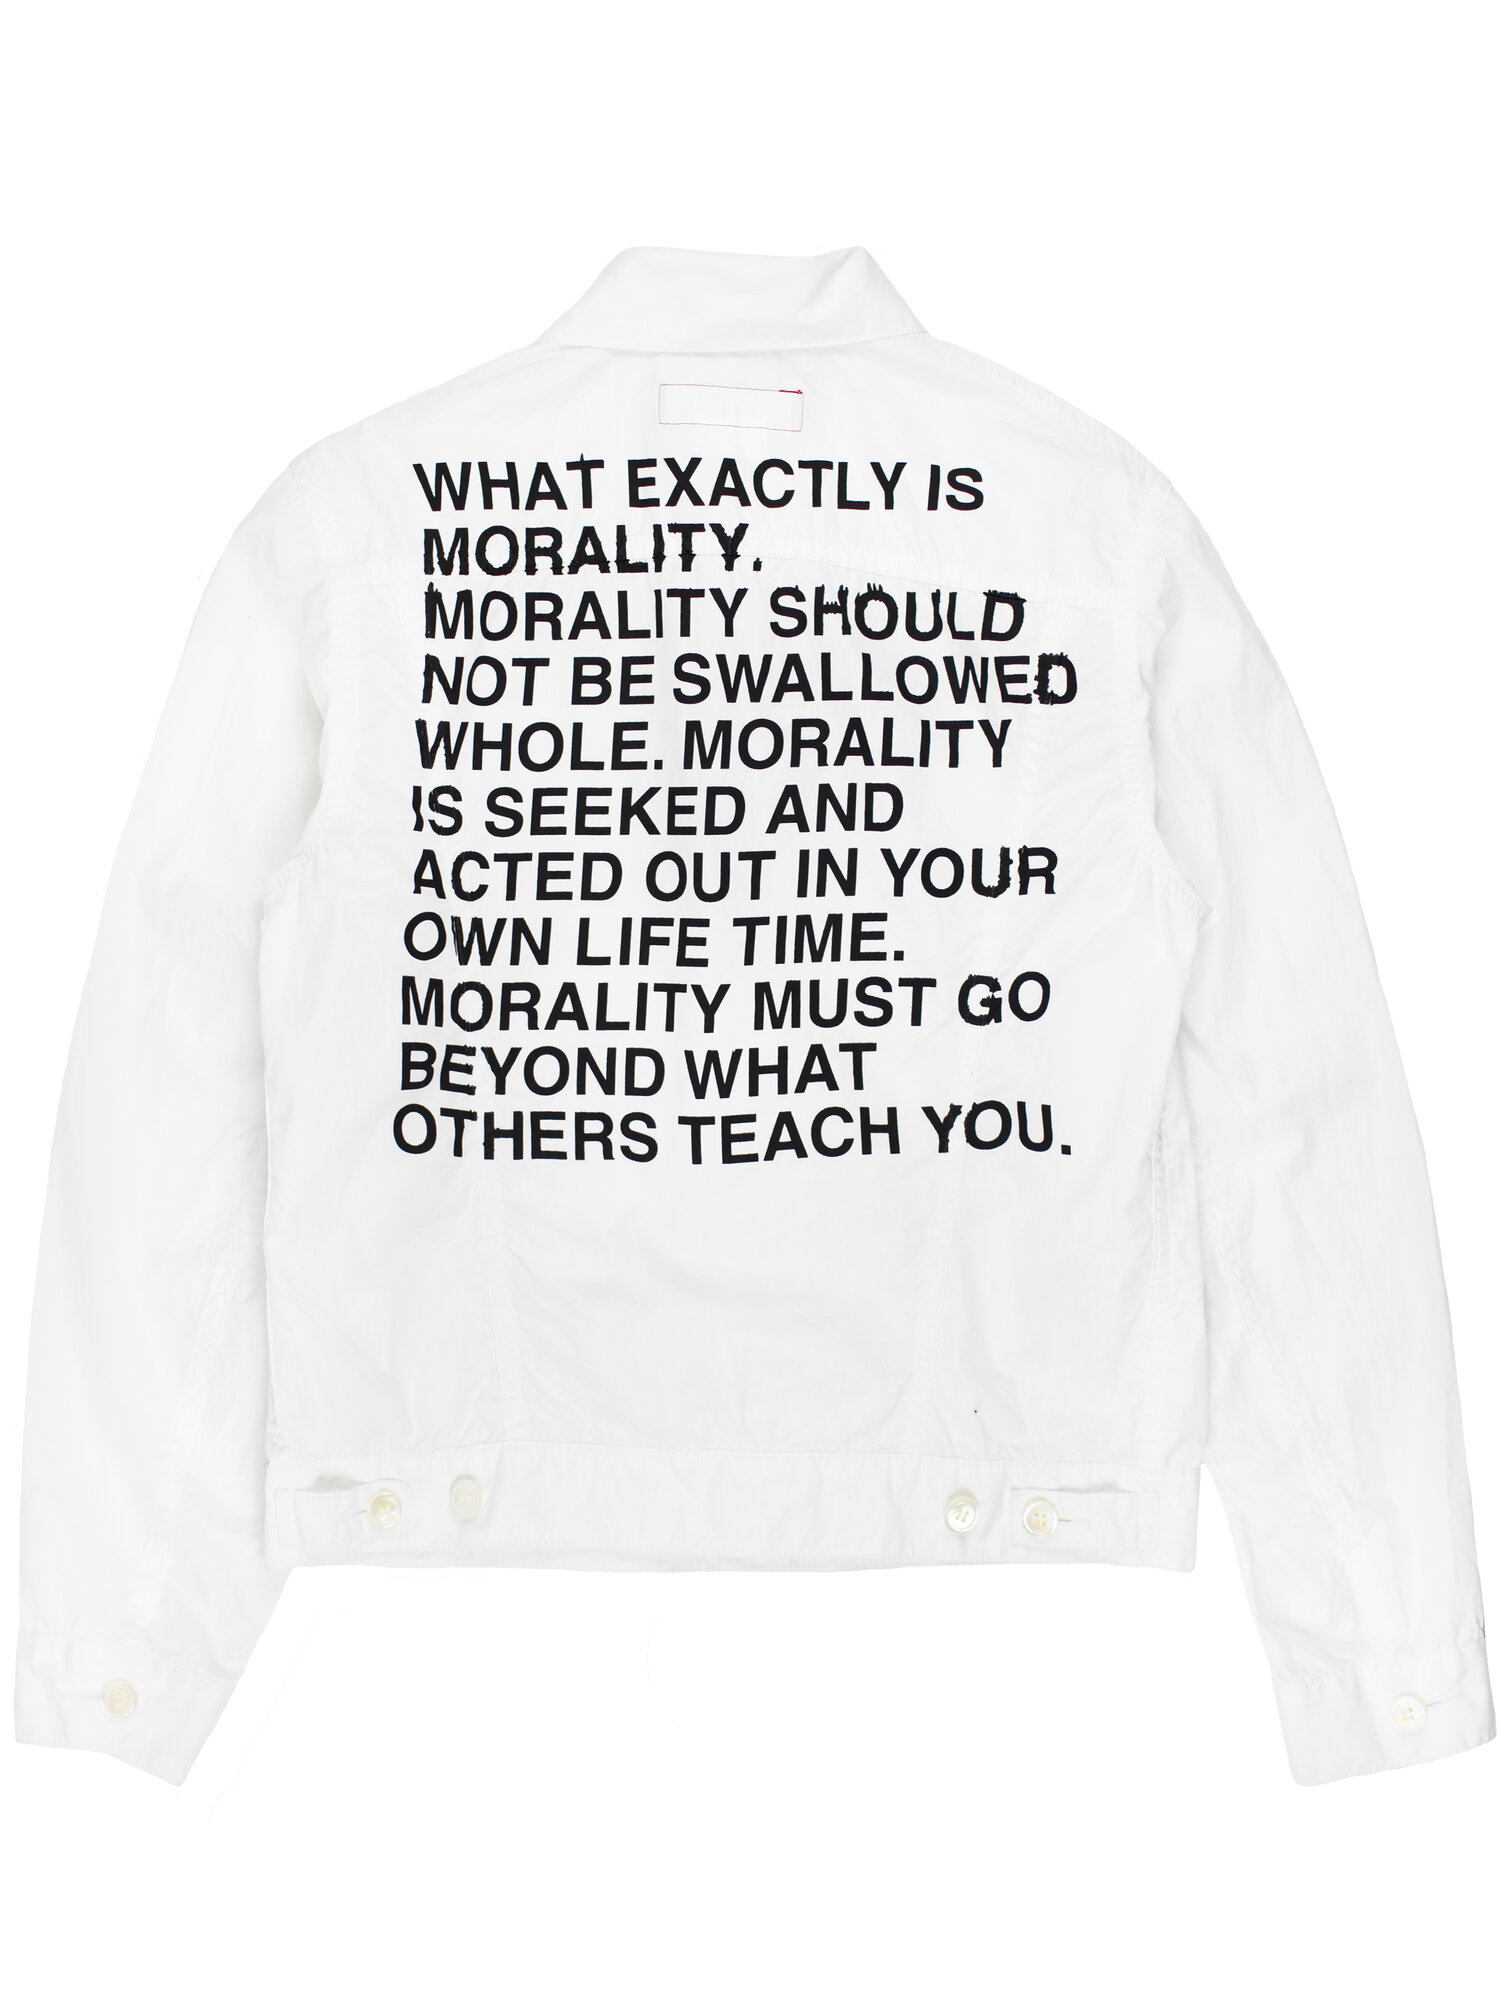 WHAT EXACTLY IS
MORALITY.
MORALITY SHOULD
NOT BE SWALLOWED
WHOLE. MORALITY
IS SEEKED AND
ACTED OUT IN YOUR
OWN LIFE TIME.
MORALITY MUST GO
BEYOND WHAT
OTHERS TEACH YOU.